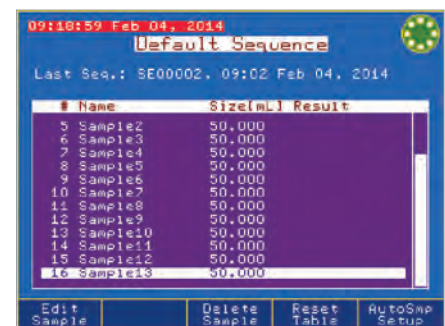 09:18:59 Feb 04, 2014
Default Sequence
Last Seq.: SE00002, 09:02 Feb 04, 2014
# Name Size[mL] Result
5 Sample2 50.000
6 Sample3 50.000
7 Sample4 50.000
8 Sample5 50.000
9 Sample6 50.000
10 Sample7 50.000
11 Sample8 50.000
12 Sample9 50.000
13 Sample10 50.000
14 Sample11 50.000
15 Sample12 50.000
16 Sample13 50.000
Edit Sample Delete Sample Reset Table AutoSmp Setup